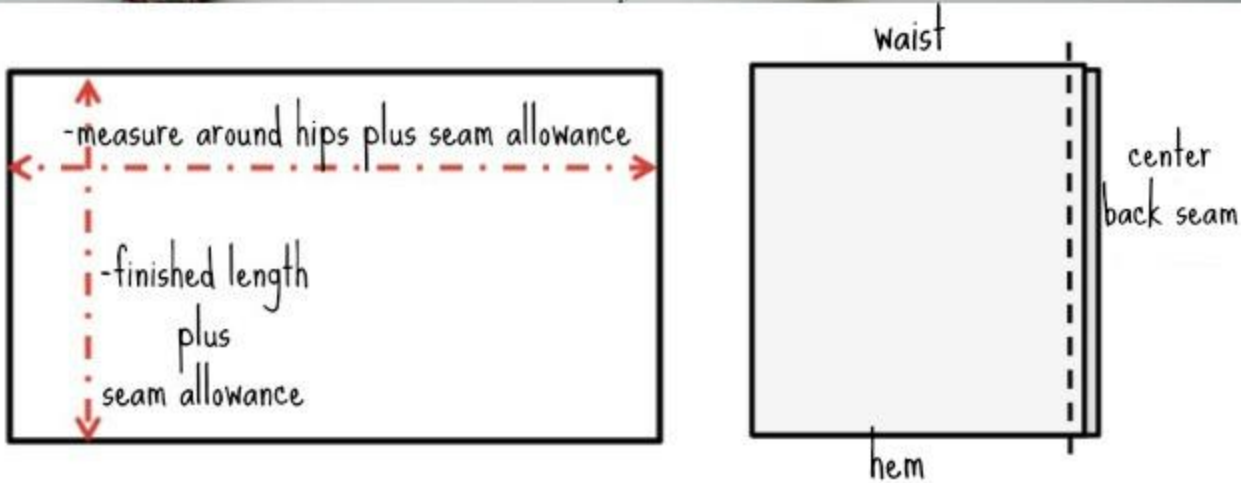 -measure around hips plus seam allowance
-finished length
plus
seam allowance
waist
center
back seam
hem